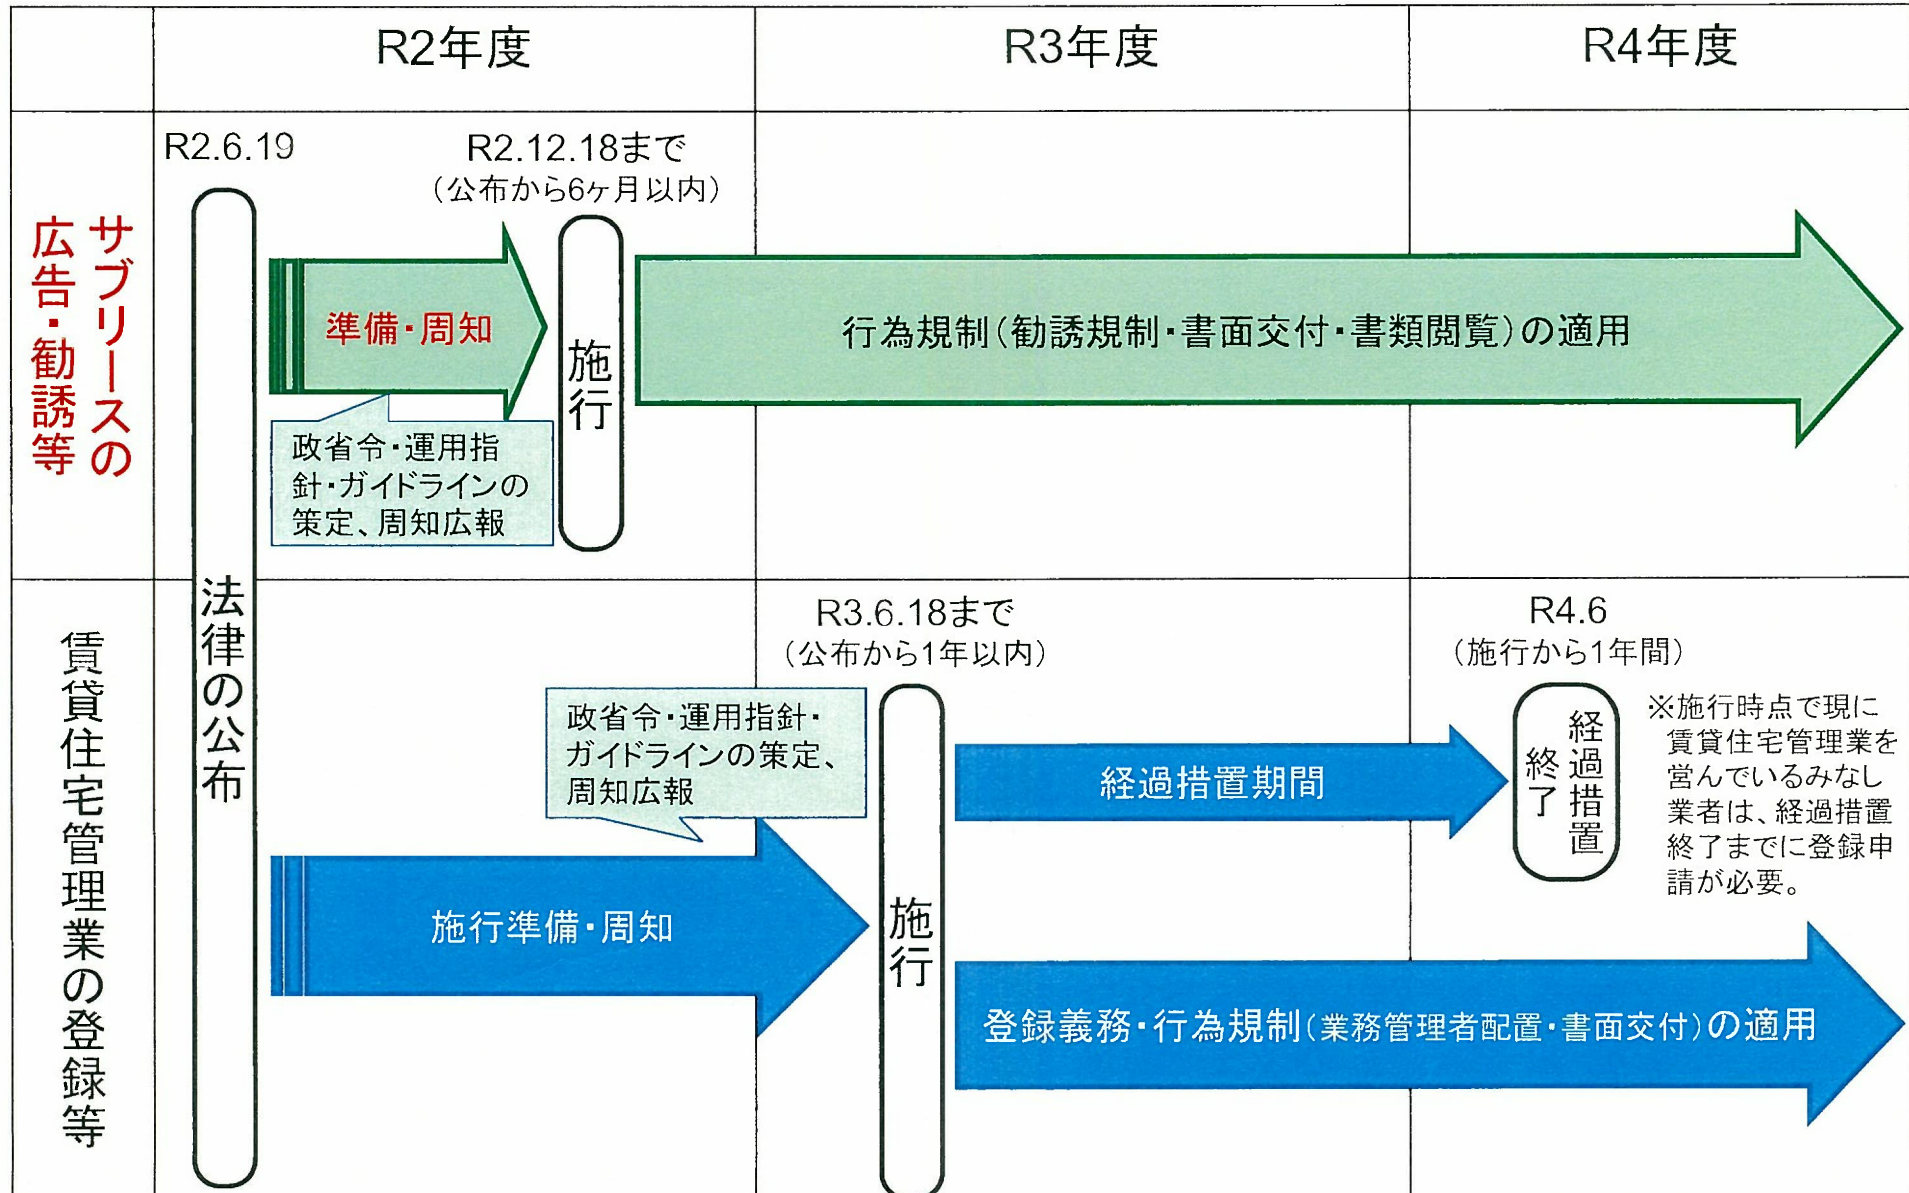 R2年度
R3年度
R4年度
サブリースの
広告・勧誘等
R2.6.19
R2.12.18まで
（公布から6ヶ月以内）
準備・周知
施行
行為規制（勧誘規制・書面交付・書類閲覧）の適用
政省令・運用指
針・ガイドラインの
策定、周知広報
法律の公布
賃貸住宅管理業の登録等
R3.6.18まで
（公布から1年以内）
R4.6
（施行から1年間）
政省令・運用指針・
ガイドラインの策定、
周知広報
施行準備・周知
施行
経過措置期間
経過措置
終了
※施行時点で現に
賃貸住宅管理業を
営んでいるみなし
業者は、経過措置
終了までに登録申
請が必要。
登録義務・行為規制（業務管理者配置・書面交付）の適用